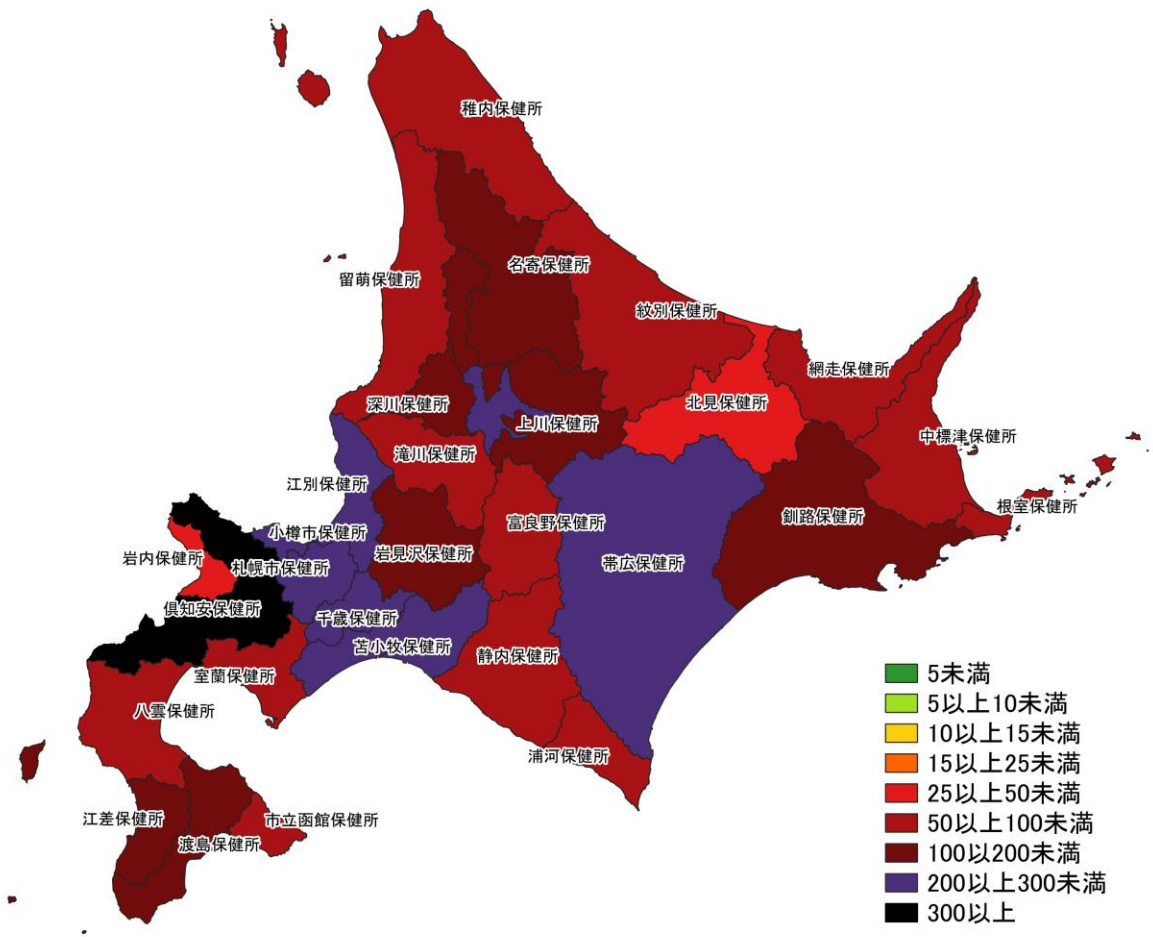 稚内保健所
名寄保健所
留萌保健所
紋別保健所
網走保健所
深川保健所
北見保健所
上川保健所
中標津保健所
滝川保健所
江別保健所
根室保健所
釧路保健所
富良野保健所
小樽市保健所
岩見沢保健所
岩内保健所
札幌市保健所
帯広保健所
倶知安保健所
千歳保健所
苫小牧保健所
静内保健所
室蘭保健所
八雲保健所
浦河保健所
江差保健所
市立函館保健所
渡島保健所
5未満
5以上10未満
10以上15未満
15以上25未満
25以上50未満
50以上100未満
100以200未満
200以上300未満
300以上